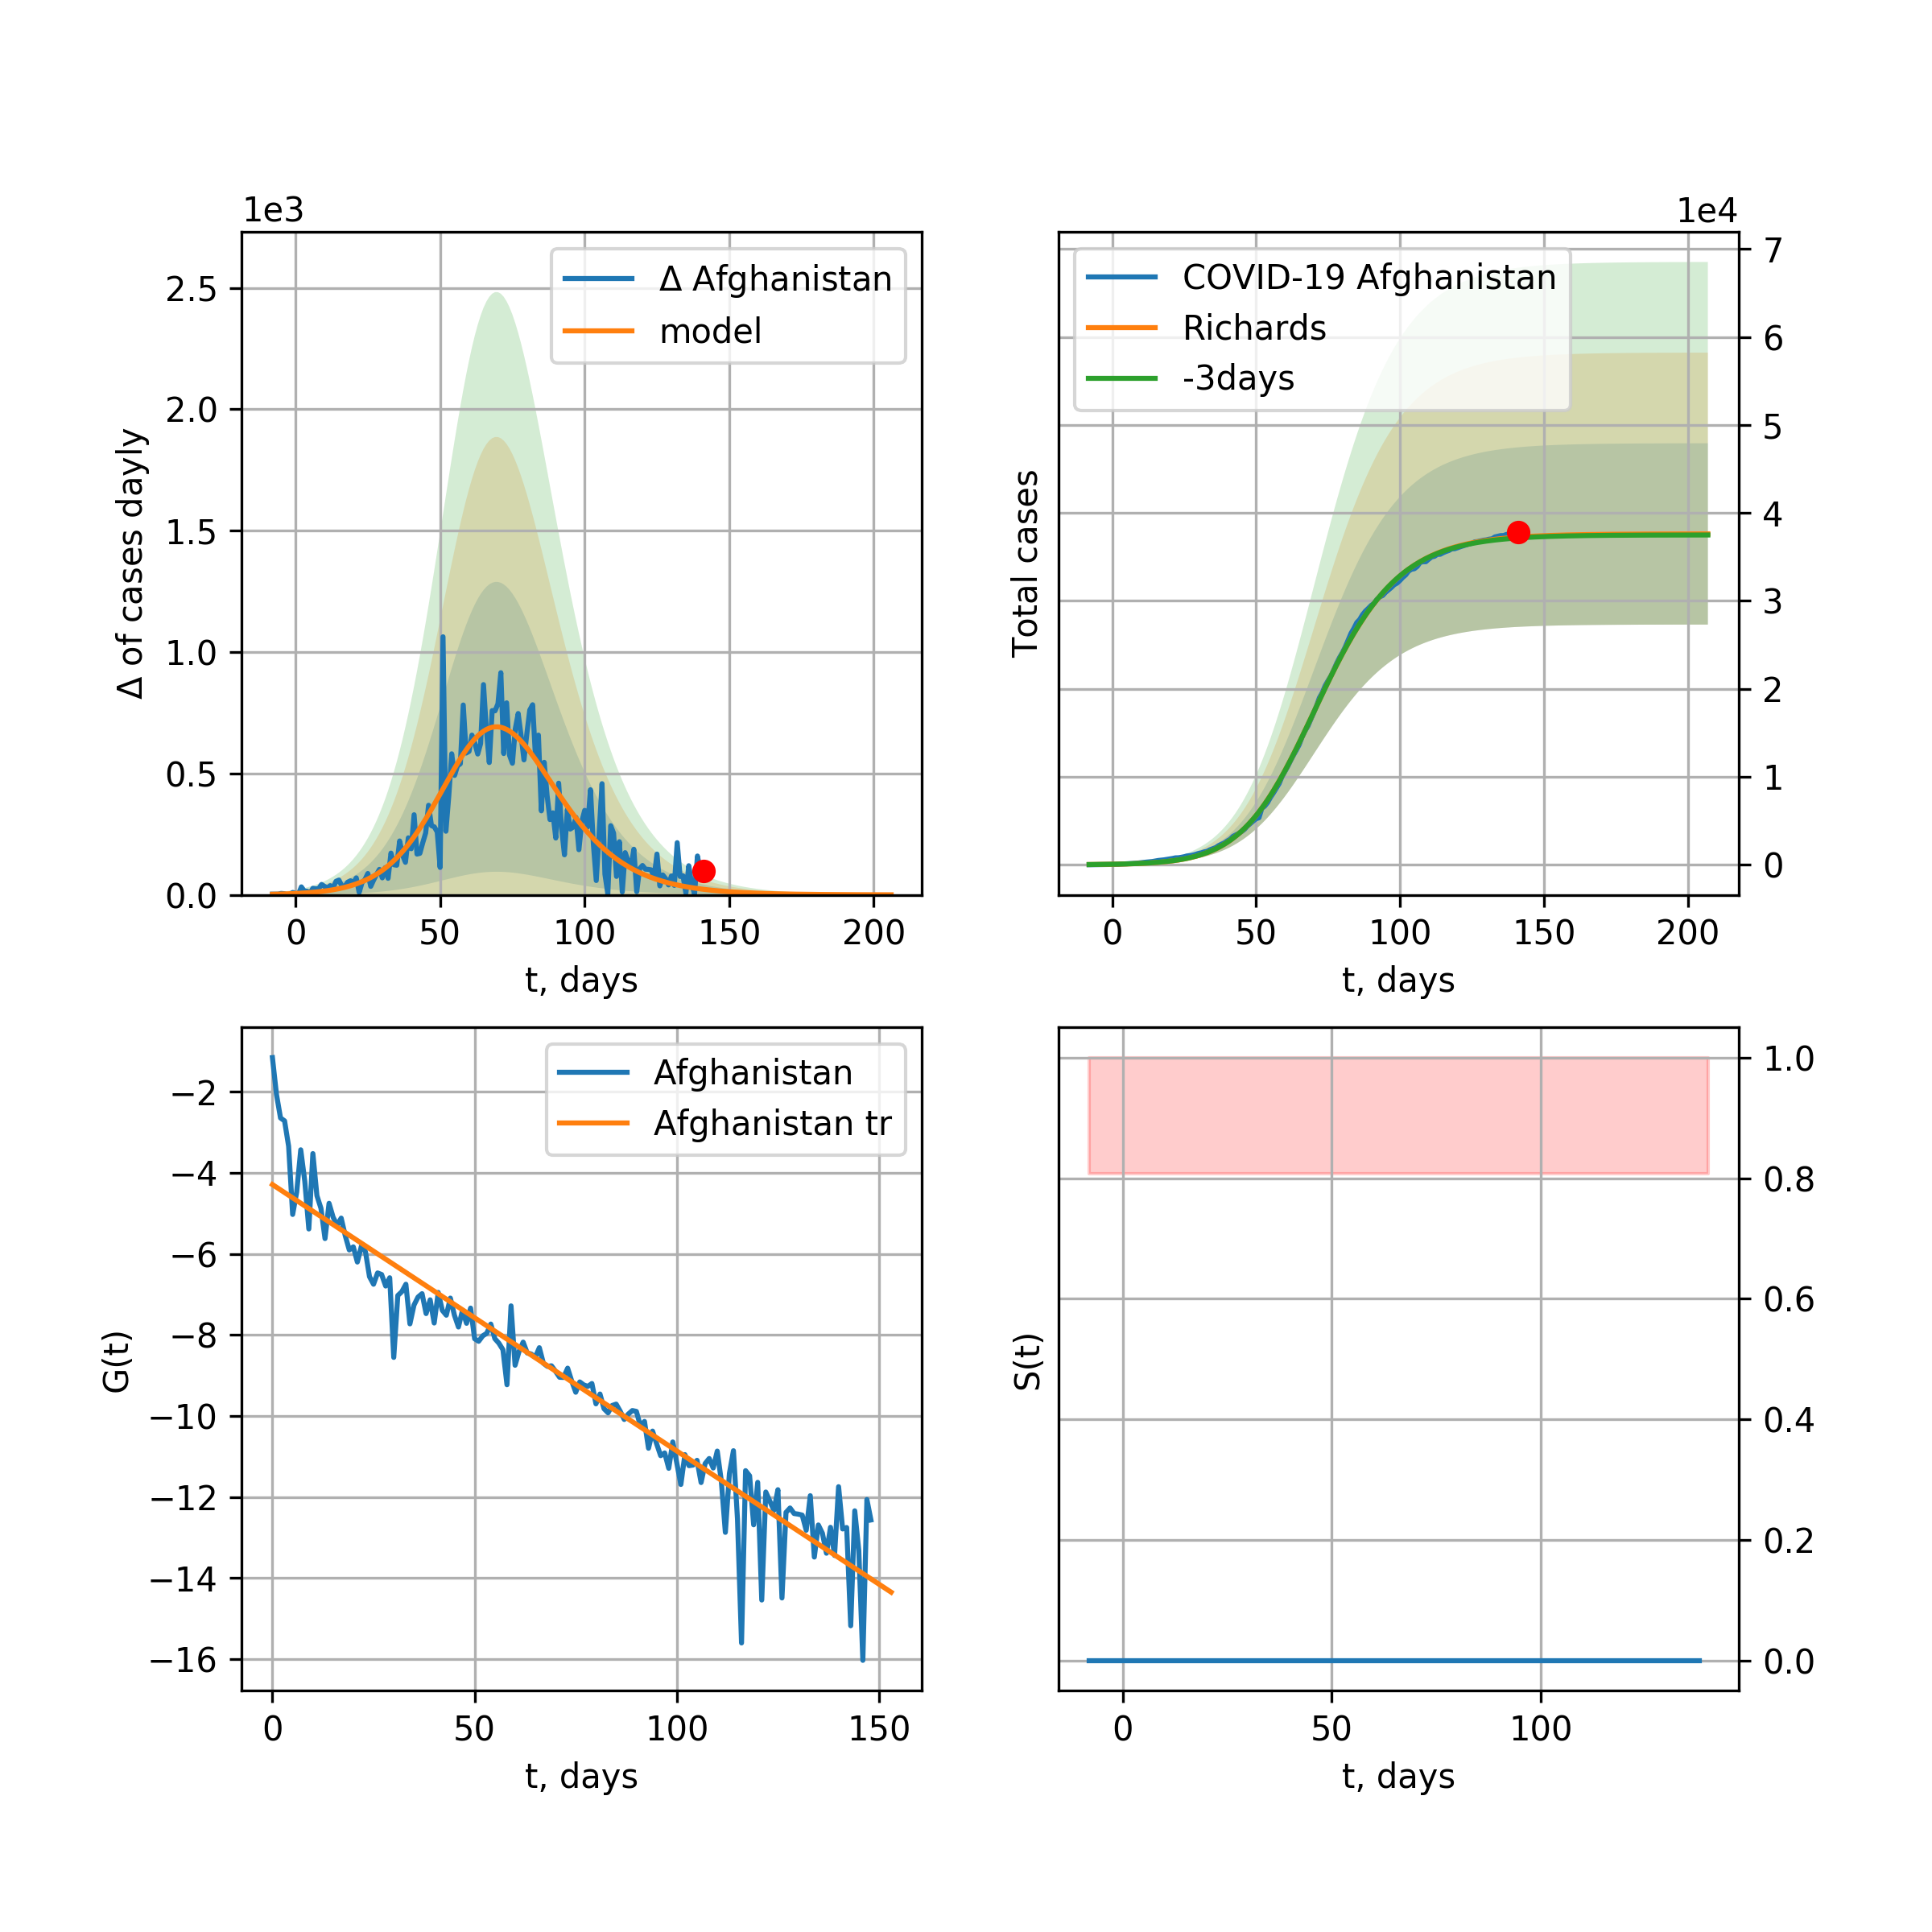 1e3
Δ Afghanistan
model
2.5
2.0
1.5
1.0
0.5
0.0
Δ of cases dayly
0 50 100 150 200
t, days
1e4
COVID-19 Afghanistan
Richards
-3days
7
6
5
4
3
2
1
0
Total cases
0 50 100 150 200
t, days
Afghanistan
Afghanistan tr
−2
−4
−6
−8
−10
−12
−14
−16
G(t)
0 50 100 150
t, days
1.0
0.8
0.6
0.4
0.2
0.0
S(t)
0 50 100
t, days